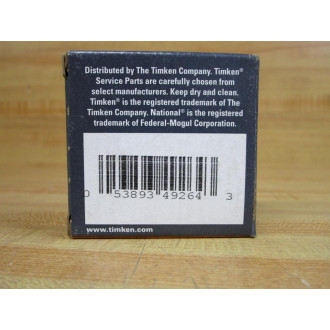 Distributed by The Timken Company. Timken®
Service Parts are carefully chosen from
select manufacturers. Keep dry and clean.
Timken® is the registered trademark of The
Timken Company. National® is the registered
trademark of Federal-Mogul Corporation.
0 53893 49264 3
www.timken.com